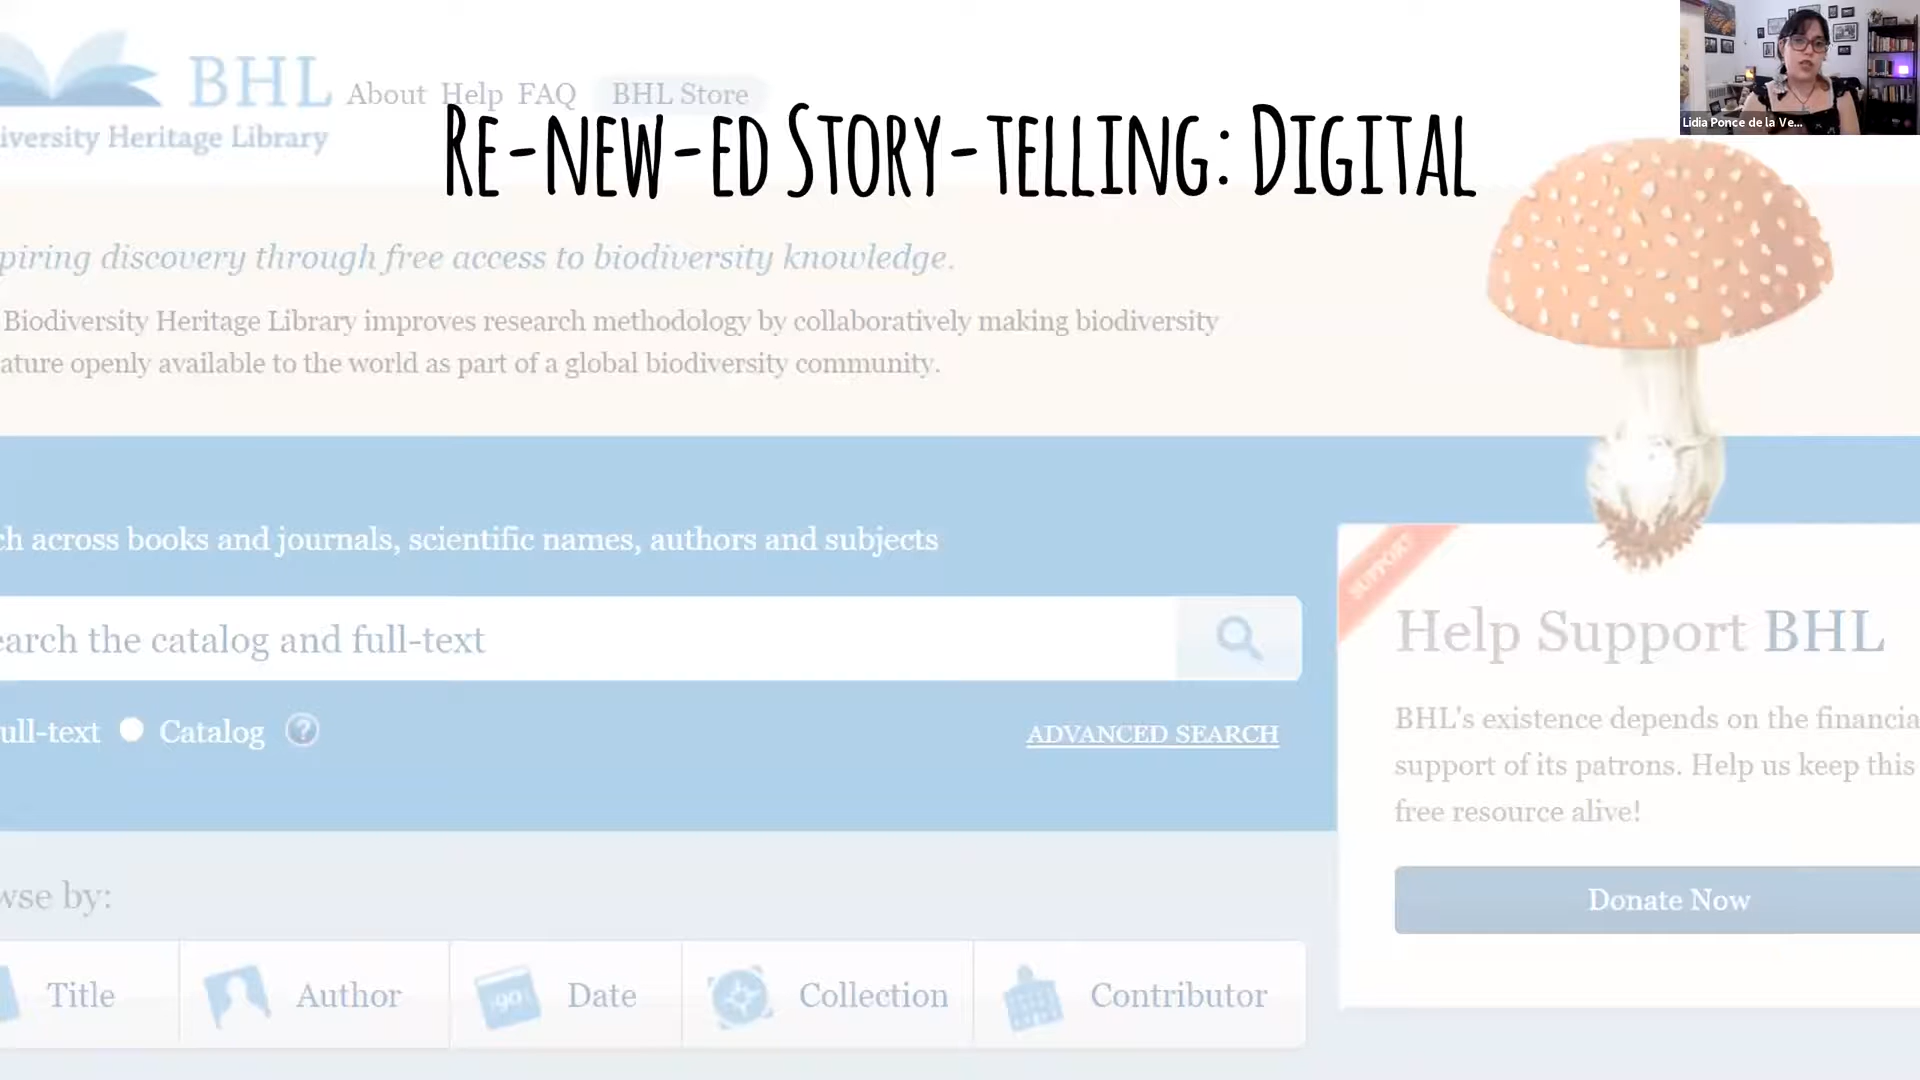 BHL
About Help FAQ BHL Store
iversity Heritage Library
Re-new-ed Story-telling: Digital
Lidia Ponce de la Ve...
piring discovery through free access to biodiversity knowledge.
Biodiversity Heritage Library improves research methodology by collaboratively making biodiversity
ature openly available to the world as part of a global biodiversity community.
ch across books and journals, scientific names, authors and subjects
earch the catalog and full-text
ull-text Catalog ?
ADVANCED SEARCH
SUPPORT
Help Support BHL
BHL's existence depends on the financia
support of its patrons. Help us keep this
free resource alive!
Donate Now
wse by:
Title
Author
90
Date
Collection
Contributor